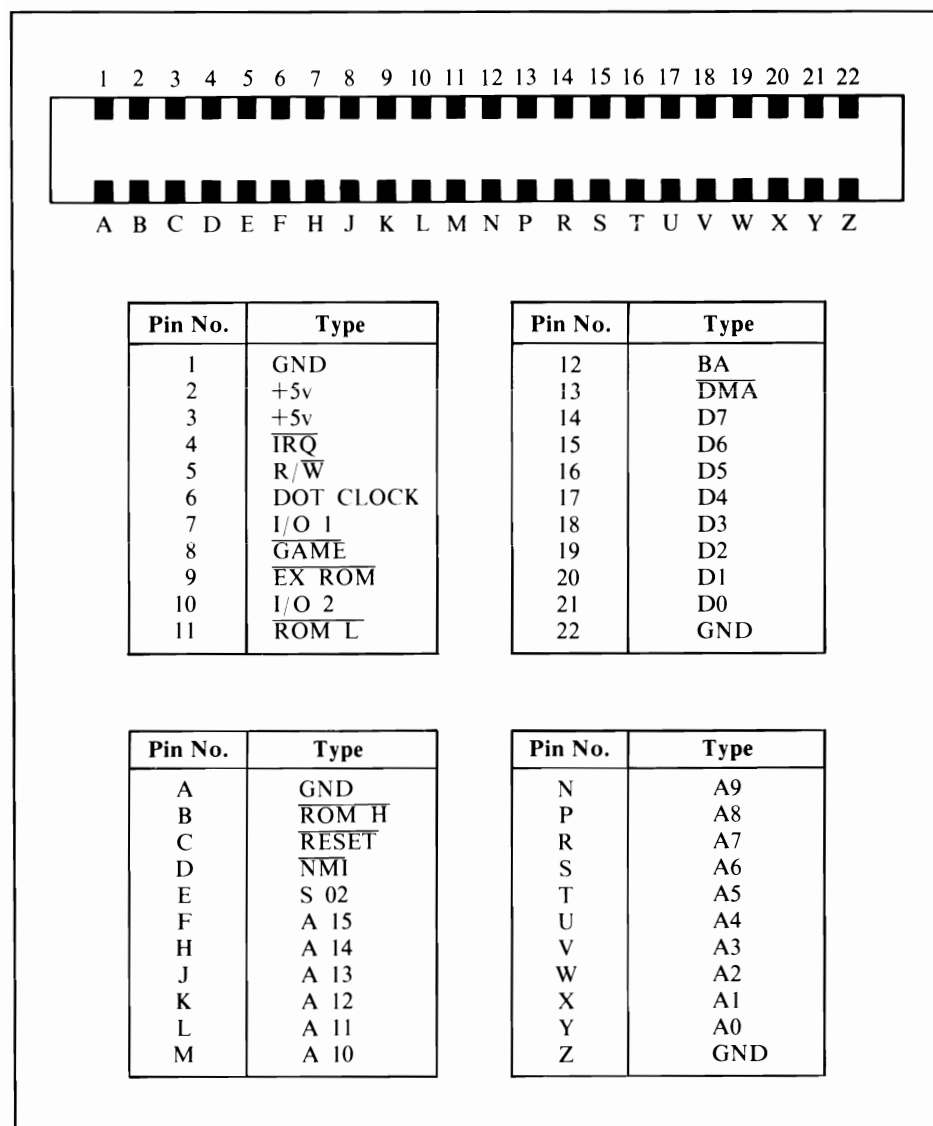 1 2 3 4 5 6 7 8 9 10 11 12 13 14 15 16 17 18 19 20 21 22
A B C D E F H J K L M N P R S T U V W X Y Z
Pin No. Type
1 GND
2 +5v
3 +5v
4 IRQ
5 R/W
6 DOT CLOCK
7 I/O 1
8 GAME
9 EX ROM
10 I/O 2
11 ROM L
Pin No. Type
12 BA
13 DMA
14 D7
15 D6
16 D5
17 D4
18 D3
19 D2
20 D1
21 D0
22 GND
Pin No. Type
A GND
B ROM H
C RESET
D NMI
E S 02
F A 15
H A 14
J A 13
K A 12
L A 11
M A 10
Pin No. Type
N A9
P A8
R A7
S A6
T A5
U A4
V A3
W A2
X A1
Y A0
Z GND